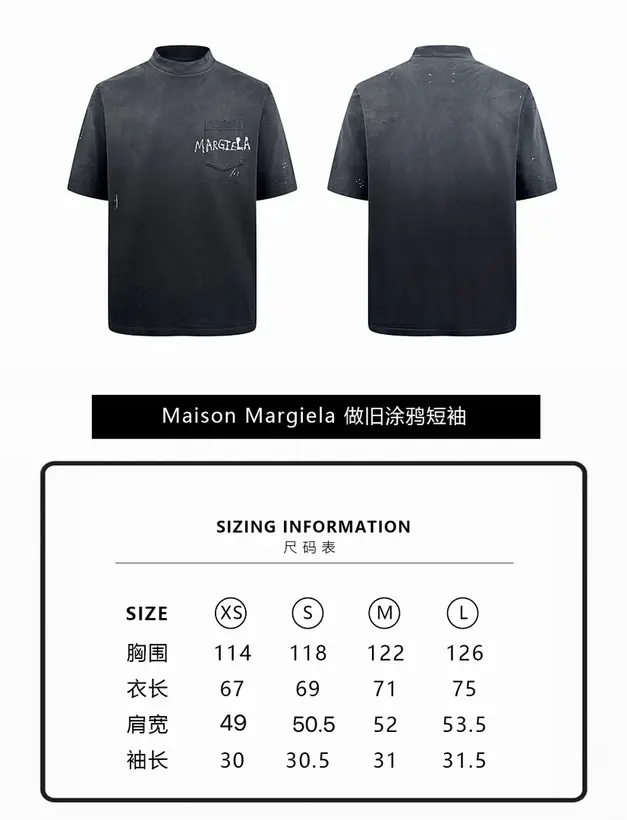 MARGIELA
Maison Margiela 做旧涂鸦短袖
SIZING INFORMATION
尺码表
SIZE XS S M L
胸围 114 118 122 126
衣长 67 69 71 75
肩宽 49 50.5 52 53.5
袖长 30 30.5 31 31.5